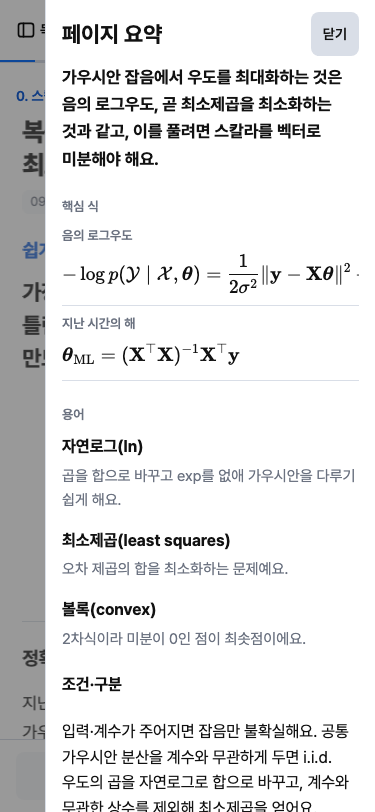 페이지 요약
닫기
가우시안 잡음에서 우도를 최대화하는 것은
음의 로그우도, 곧 최소제곱을 최소화하는
것과 같고, 이를 풀려면 스칼라를 벡터로
미분해야 해요.
핵심 식
음의 로그우도
− log p(𝒴 | 𝒳, θ) = 1/(2σ²) ‖y − Xθ‖² ·
지난 시간의 해
θ_ML = (X^⊤X)^−1 X^⊤y
용어
자연로그(ln)
곱을 합으로 바꾸고 exp를 없애 가우시안을 다루기
쉽게 해요.
최소제곱(least squares)
오차 제곱의 합을 최소화하는 문제예요.
볼록(convex)
2차식이라 미분이 0인 점이 최솟점이에요.
조건·구분
입력·계수가 주어지면 잡음만 불확실해요. 공통
가우시안 분산을 계수와 무관하게 두면 i.i.d.
우도의 곱을 자연로그로 합으로 바꾸고, 계수와
무관한 상수를 제외해 최소제곱을 얻어요
0. 스
복
최
09
쉽기
가
틀
만
정확
지난
가우